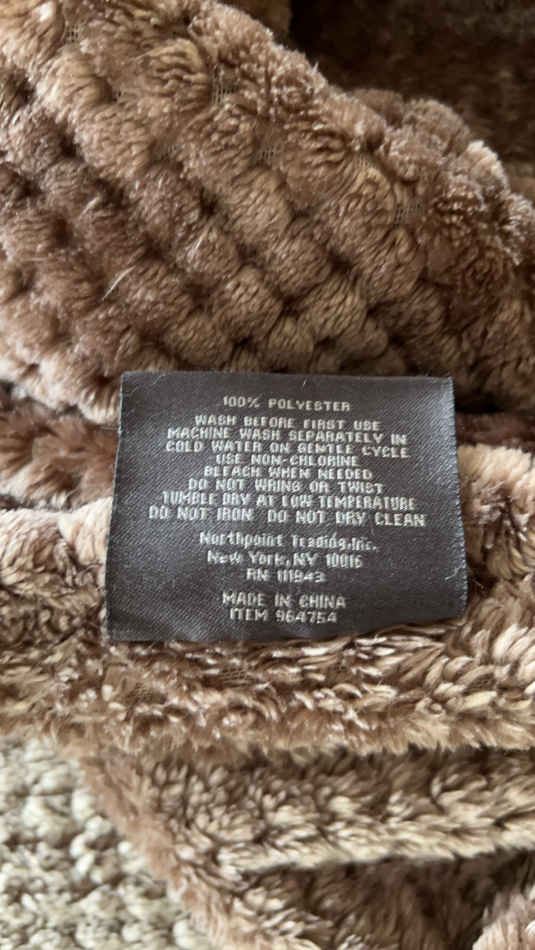 100% POLYESTER
WASH BEFORE FIRST USE
MACHINE WASH SEPARATELY IN
COLD WATER ON GENTLE CYCLE
USE NON-CHLORINE
BLEACH WHEN NEEDED
DO NOT WRING OR TWIST
TUMBLE DRY AT LOW TEMPERATURE
DO NOT IRON DO NOT DRY CLEAN
Northpoint Trading,Inc.
New York,NY 10016
RN 111943
MADE IN CHINA
ITEM 964754